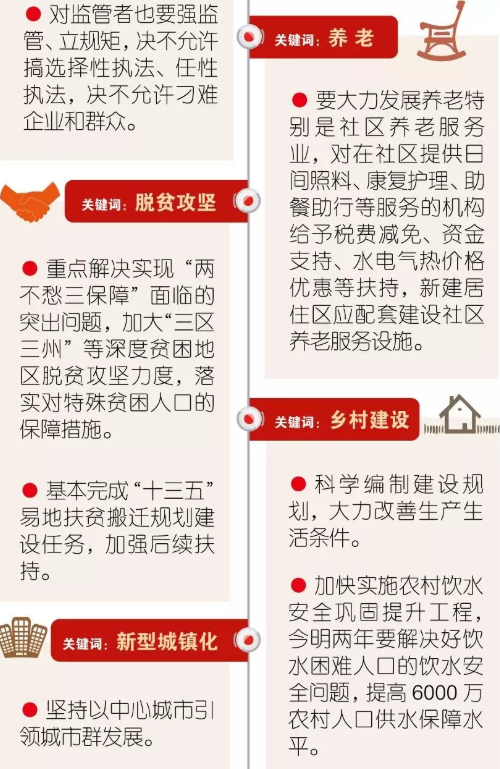 ● 对监管者也要强监
管、立规矩，决不允许
搞选择性执法、任性
执法，决不允许刁难
企业和群众。
关键词：养老
● 要大力发展养老特
别是社区养老服务
业，对在社区提供日
间照料、康复护理、助
餐助行等服务的机构
给予税费减免、资金
支持、水电气热价格
优惠等扶持，新建居
住区应配套建设社区
养老服务设施。
关键词：脱贫攻坚
● 重点解决实现“两
不愁三保障”面临的
突出问题，加大“三区
三州”等深度贫困地
区脱贫攻坚力度，落
实对特殊贫困人口的
保障措施。
● 基本完成“十三五”
易地扶贫搬迁规划建
设任务，加强后续扶
持。
关键词：乡村建设
● 科学编制建设规
划，大力改善生产生
活条件。
● 加快实施农村饮水
安全巩固提升工程，
今明两年要解决好饮
水困难人口的饮水安
全问题，提高6000万
农村人口供水保障水
平。
关键词：新型城镇化
● 坚持以中心城市引
领城市群发展。